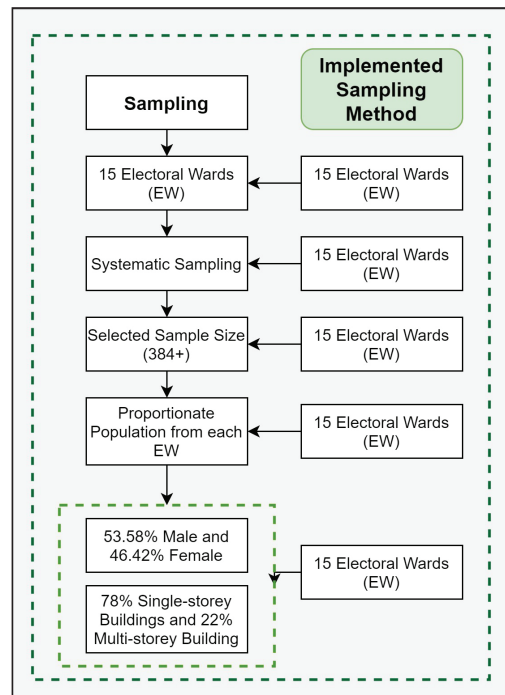 Implemented
Sampling
Method
Sampling
15 Electoral Wards
(EW)
15 Electoral Wards
(EW)
Systematic Sampling
15 Electoral Wards
(EW)
Selected Sample Size
(384+)
15 Electoral Wards
(EW)
Proportionate
Population from each
EW
15 Electoral Wards
(EW)
53.58% Male and
46.42% Female
78% Single-storey
Buildings and 22%
Multi-storey Building
15 Electoral Wards
(EW)